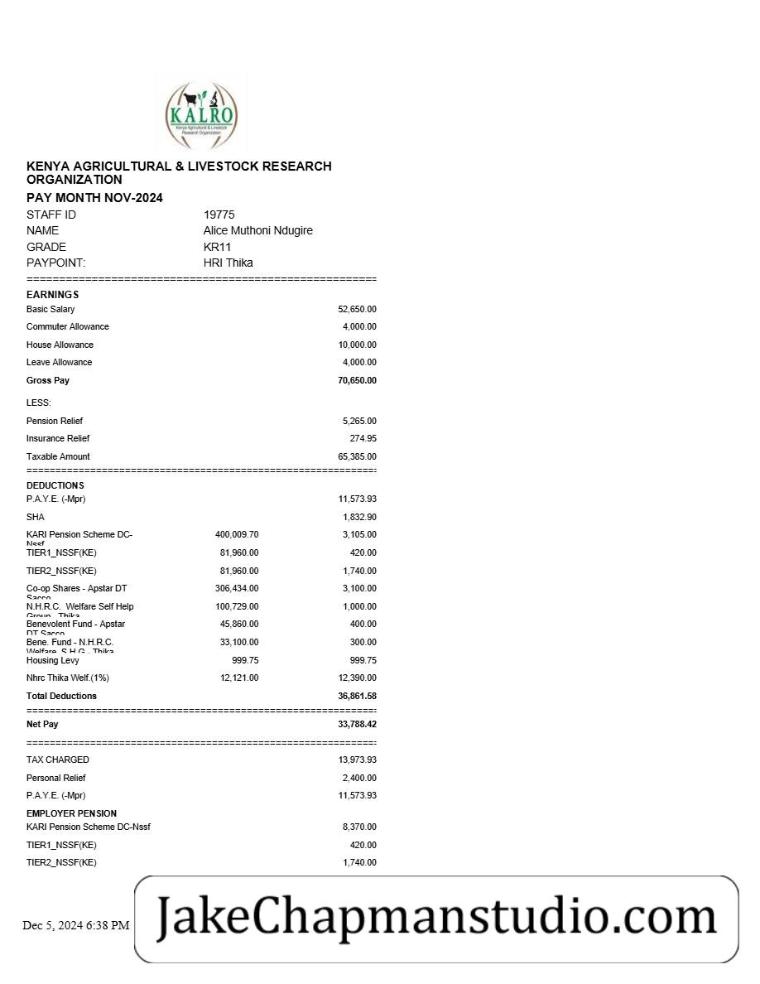 KALRO
Kenya Agricultural & Livestock
Research Organization
KENYA AGRICULTURAL & LIVESTOCK RESEARCH
ORGANIZATION
PAY MONTH NOV-2024
STAFF ID 19775
NAME Alice Muthoni Ndugire
GRADE KR11
PAYPOINT: HRI Thika
EARNINGS
Basic Salary 52,650.00
Commuter Allowance 4,000.00
House Allowance 10,000.00
Leave Allowance 4,000.00
Gross Pay 70,650.00
LESS:
Pension Relief 5,265.00
Insurance Relief 274.95
Taxable Amount 65,385.00
DEDUCTIONS
P.A.Y.E. (-Mpr) 11,573.93
SHA 1,832.90
KARI Pension Scheme DC- 400,009.70 3,105.00
Nssf
TIER1_NSSF(KE) 81,960.00 420.00
TIER2_NSSF(KE) 81,960.00 1,740.00
Co-op Shares - Apstar DT 306,434.00 3,100.00
Sacco
N.H.R.C. Welfare Self Help 100,729.00 1,000.00
Group - Thika
Benevolent Fund - Apstar 45,860.00 400.00
DT Sacco
Bene. Fund - N.H.R.C. 33,100.00 300.00
Welfare S.H.G - Thika
Housing Levy 999.75 999.75
Nhrc Thika Welf.(1%) 12,121.00 12,390.00
Total Deductions 36,861.58
Net Pay 33,788.42
TAX CHARGED 13,973.93
Personal Relief 2,400.00
P.A.Y.E. (-Mpr) 11,573.93
EMPLOYER PENSION
KARI Pension Scheme DC-Nssf 8,370.00
TIER1_NSSF(KE) 420.00
TIER2_NSSF(KE) 1,740.00
Dec 5, 2024 6:38 PM
JakeChapmanstudio.com